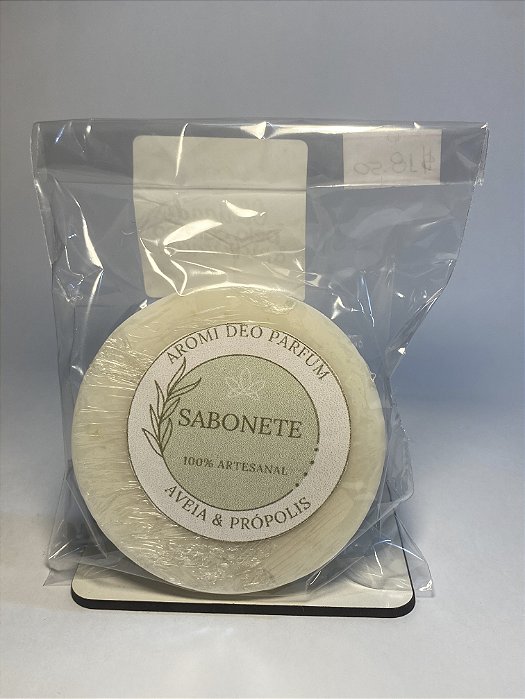 AROMI DEO PARFUM
SABONETE
100% ARTESANAL
AVEIA & PRÓPOLIS